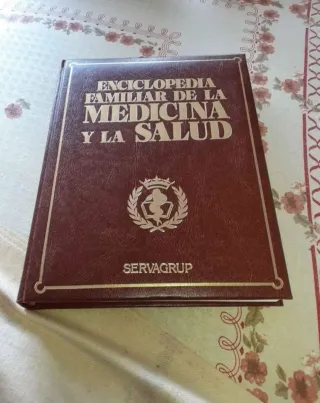 ENCICLOPEDIA
FAMILIAR DE LA
MEDICINA
Y LA SALUD
SERVAGRUP